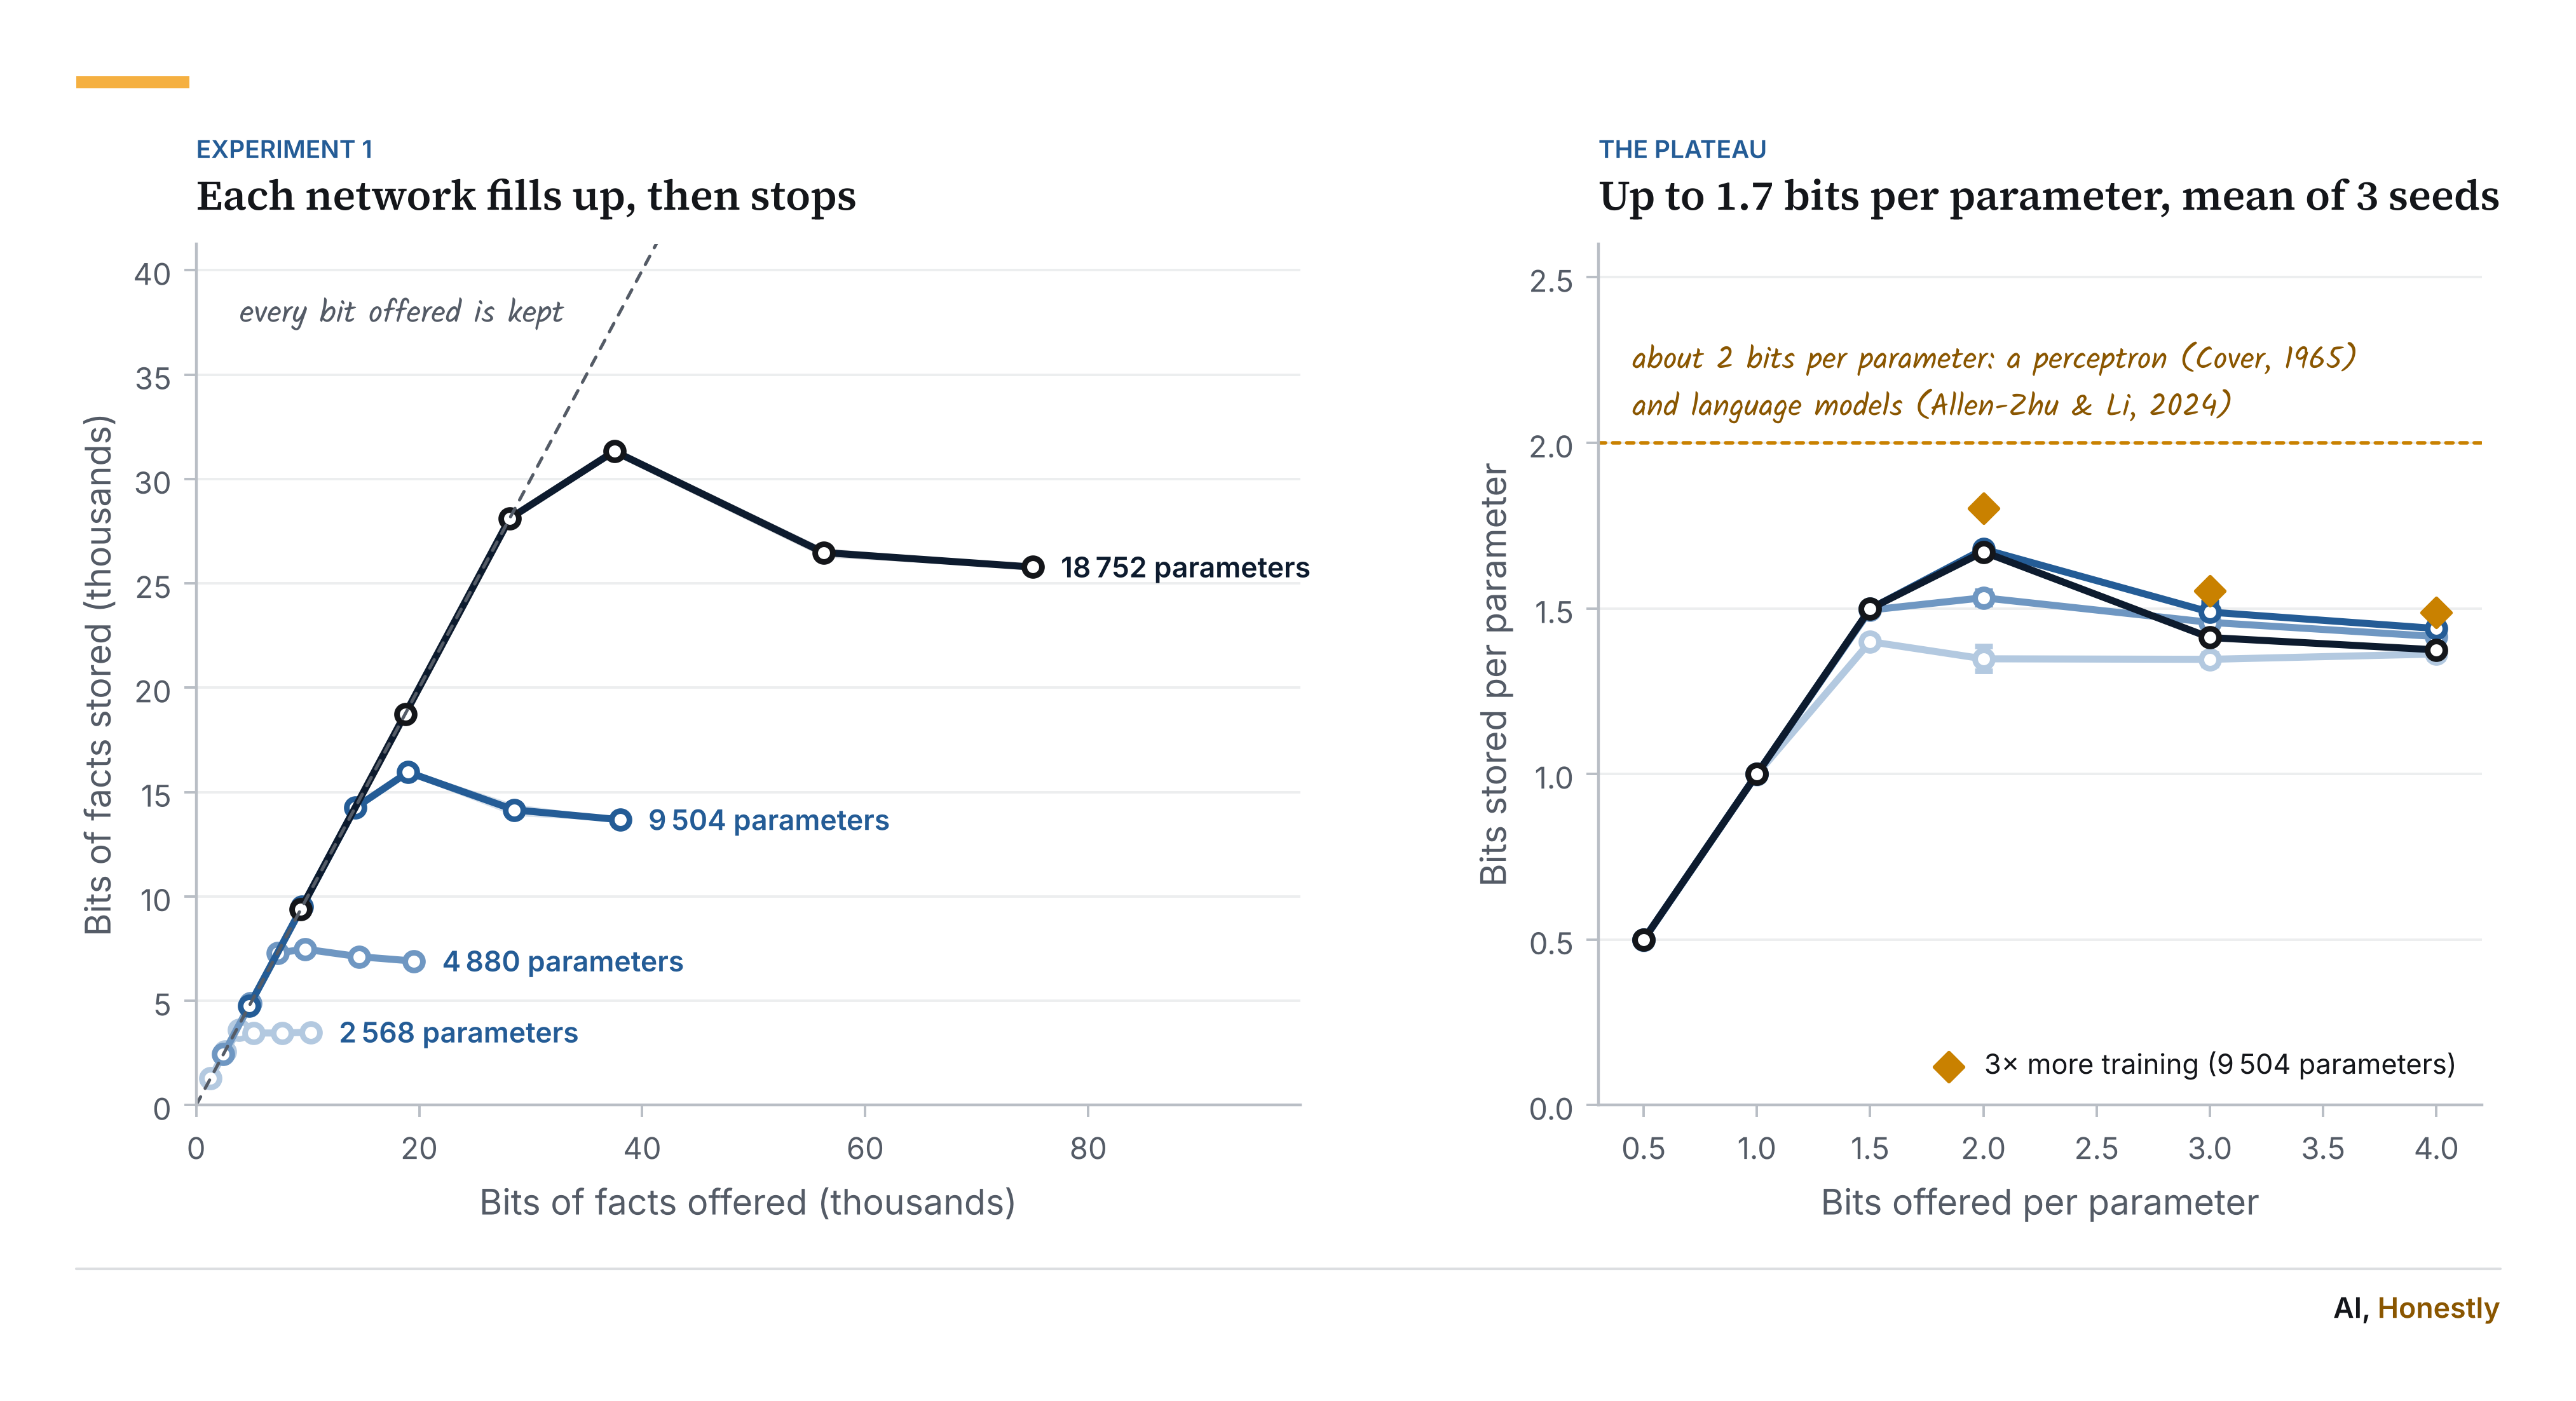 EXPERIMENT 1
Each network fills up, then stops
40
35
30
25
20
15
10
5
0
Bits of facts stored (thousands)
every bit offered is kept
18 752 parameters
9 504 parameters
4 880 parameters
2 568 parameters
0 20 40 60 80
Bits of facts offered (thousands)
THE PLATEAU
Up to 1.7 bits per parameter, mean of 3 seeds
2.5
2.0
1.5
1.0
0.5
0.0
Bits stored per parameter
about 2 bits per parameter: a perceptron (Cover, 1965)
and language models (Allen-Zhu & Li, 2024)
3× more training (9 504 parameters)
0.5 1.0 1.5 2.0 2.5 3.0 3.5 4.0
Bits offered per parameter
AI, Honestly